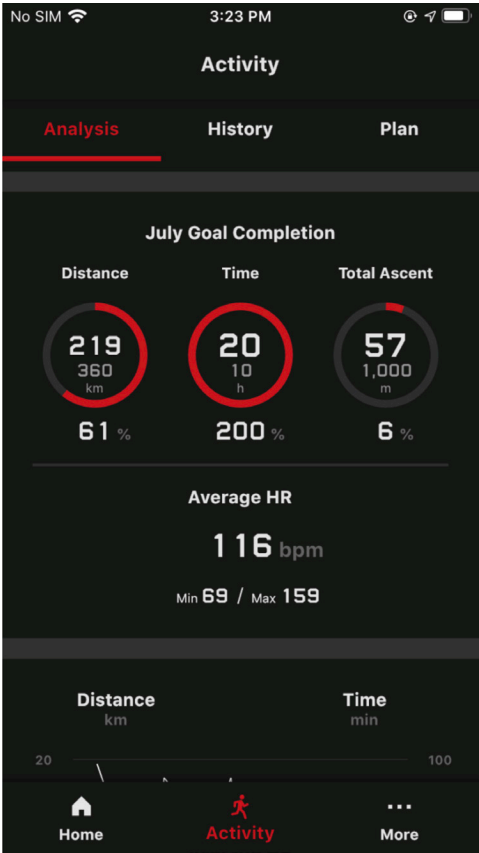 No SIM 3:23 PM
Activity
Analysis History Plan
July Goal Completion
Distance Time Total Ascent
219 20 57
360 10 1,000
km h m
61 % 200 % 6 %
Average HR
116 bpm
Min 69 / Max 159
Distance Time
km min
20 100
Home Activity More